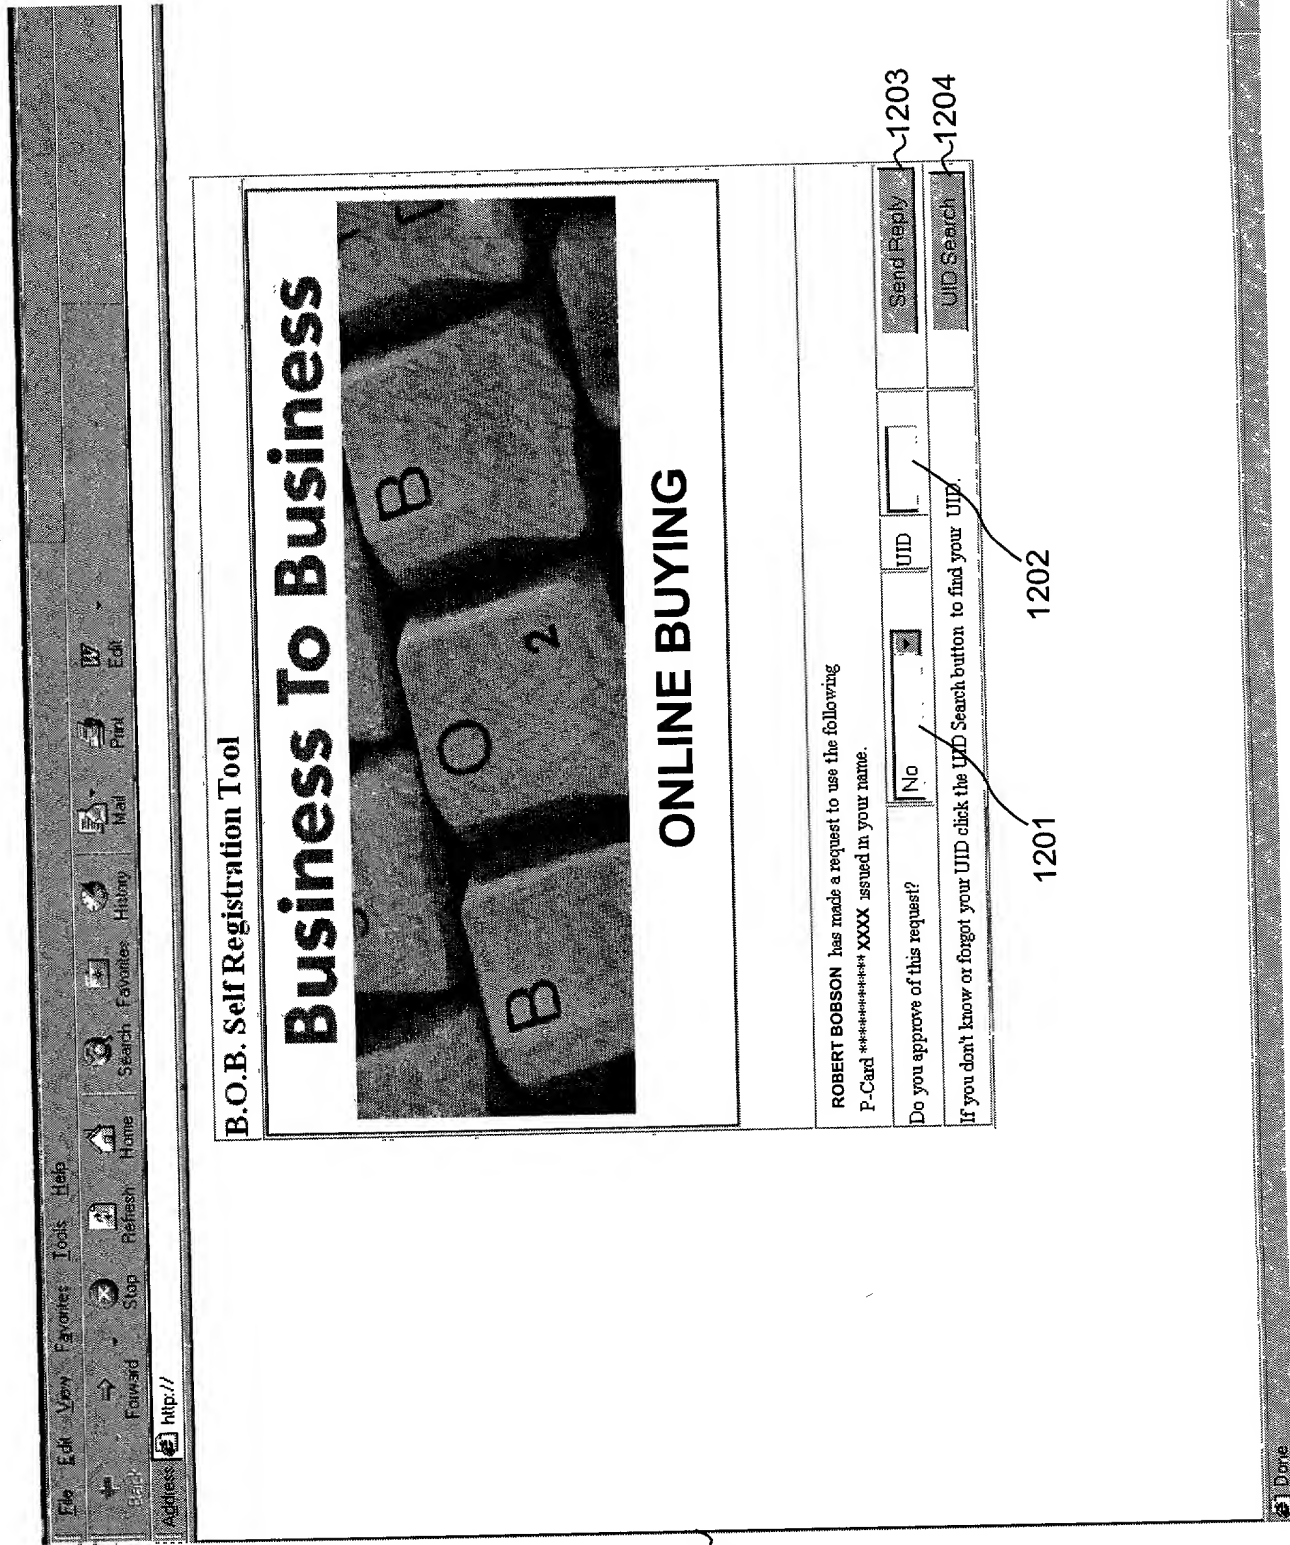 File Edit View Favorites Tools Help
Back Forward Stop Refresh Home Search Favorites History Mail Print Edit
Address http://
B.O.B. Self Registration Tool
Business To Business
B O 2 B
ONLINE BUYING
ROBERT BOBSON has made a request to use the following
P-Card ************XXXX issued in your name.
Do you approve of this request? No UID Send Reply 1203
If you don't know or forgot your UID click the UID Search button to find your UID. UID Search 1204
1201 1202
Done